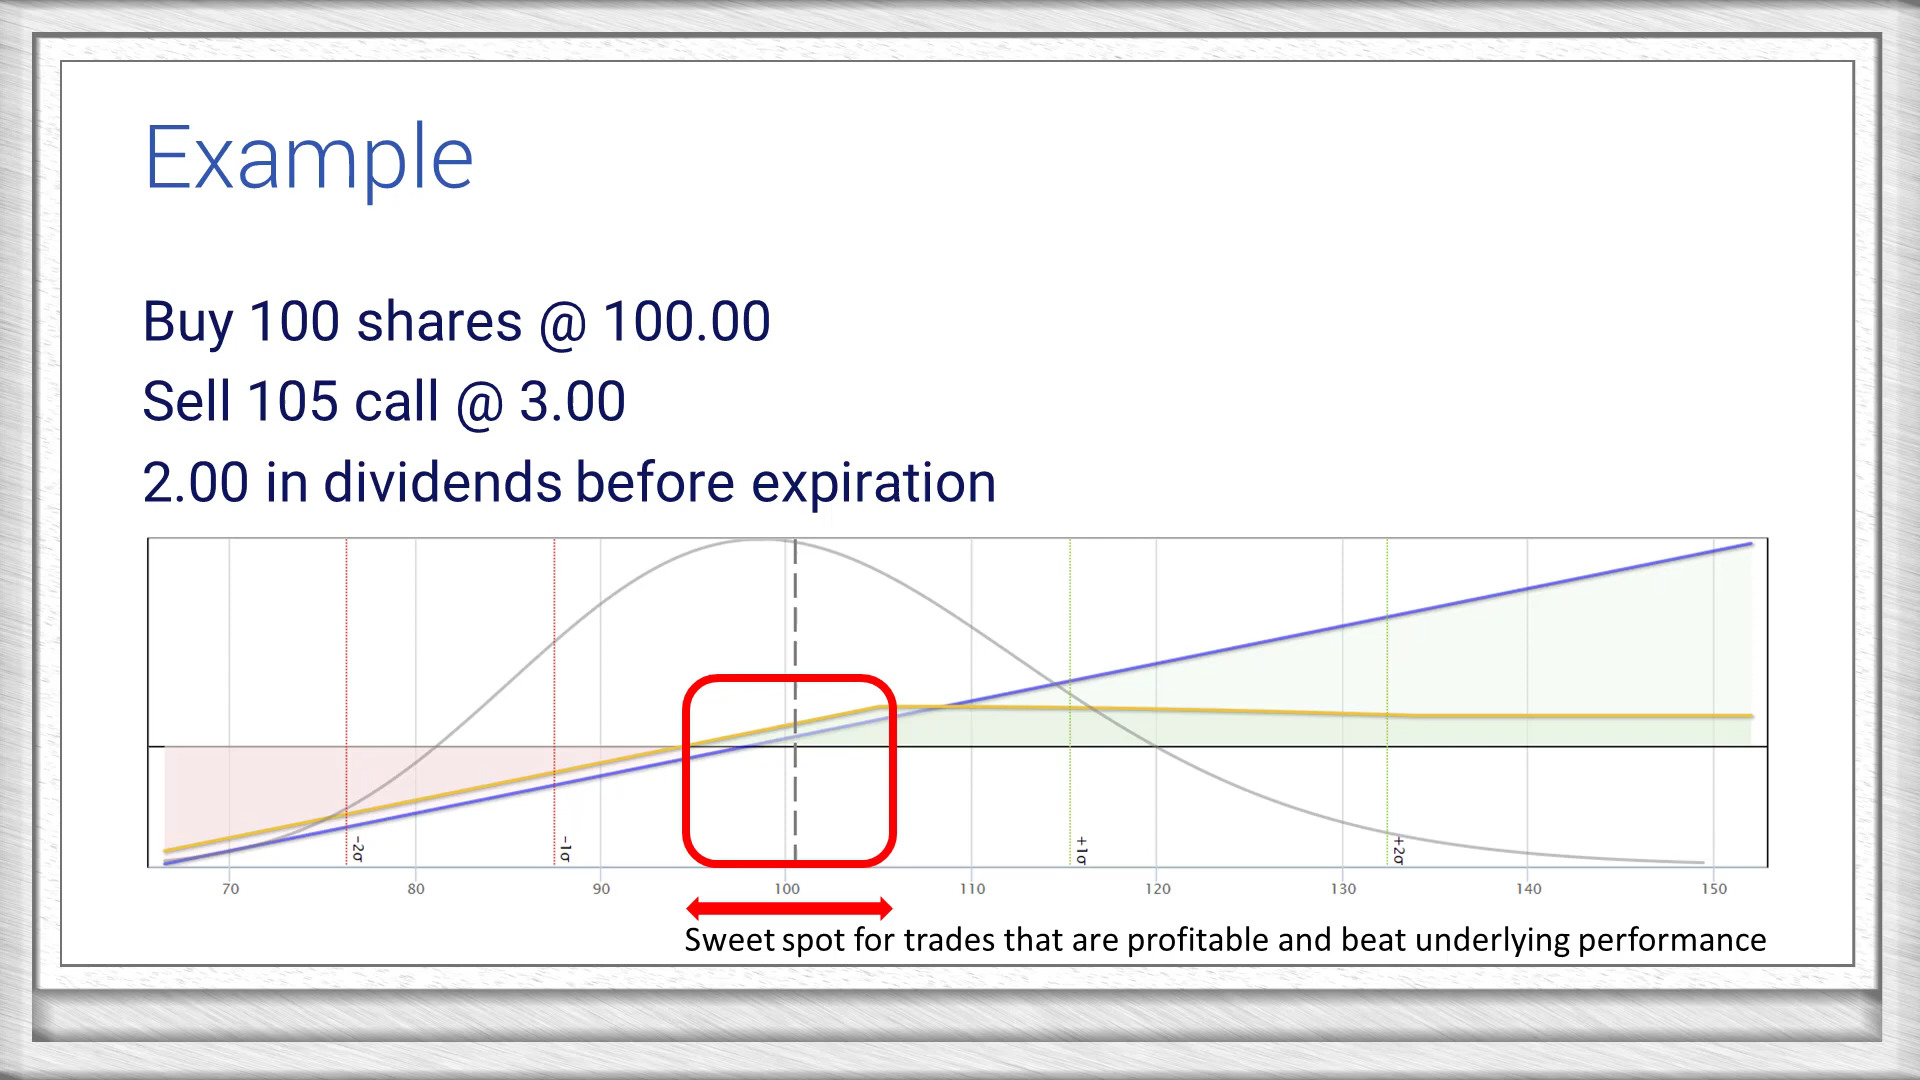 Example
Buy 100 shares @ 100.00
Sell 105 call @ 3.00
2.00 in dividends before expiration
-2σ
-1σ
+1σ
+2σ
70 80 90 100 110 120 130 140 150
Sweet spot for trades that are profitable and beat underlying performance